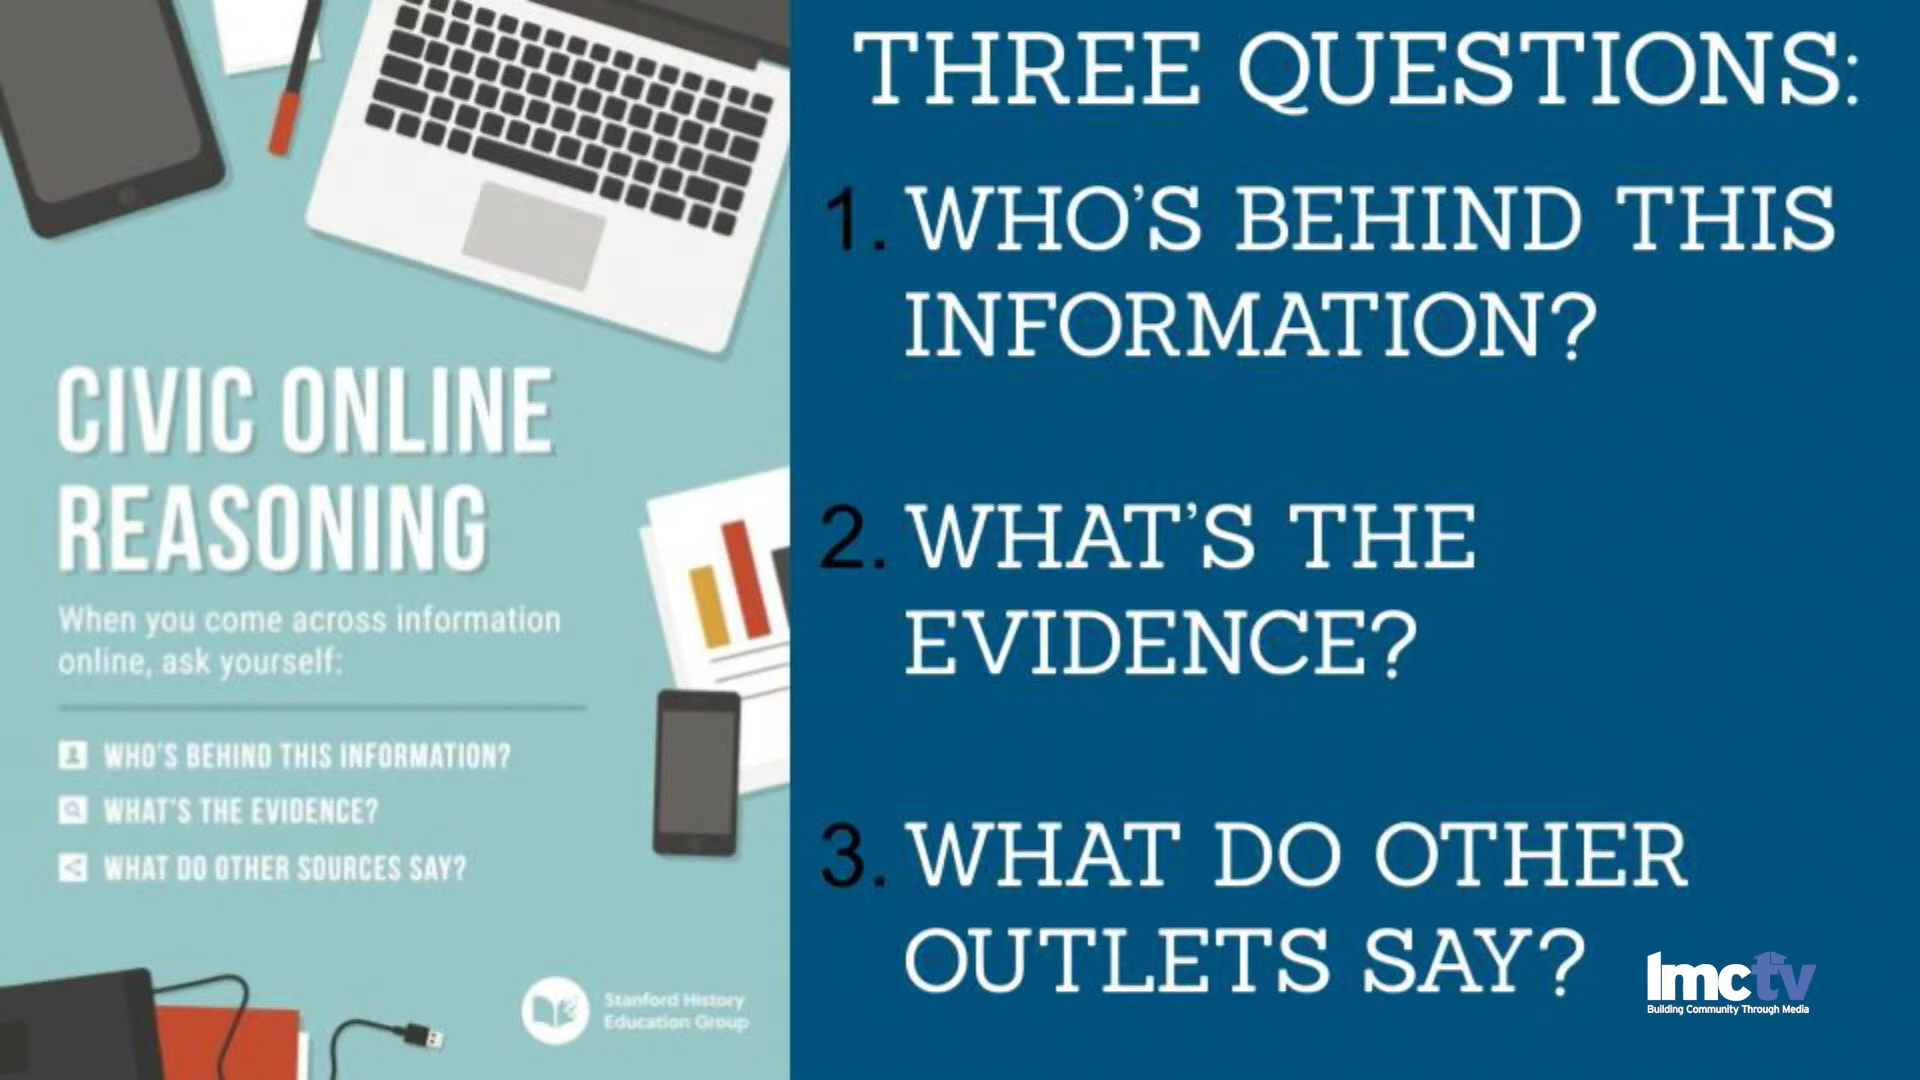 CIVIC ONLINE
REASONING
When you come across information
online, ask yourself:
WHO'S BEHIND THIS INFORMATION?
WHAT'S THE EVIDENCE?
WHAT DO OTHER SOURCES SAY?
Stanford History
Education Group
THREE QUESTIONS:
1. WHO'S BEHIND THIS
INFORMATION?
2. WHAT'S THE
EVIDENCE?
3. WHAT DO OTHER
OUTLETS SAY?
lmctv
Building Community Through Media